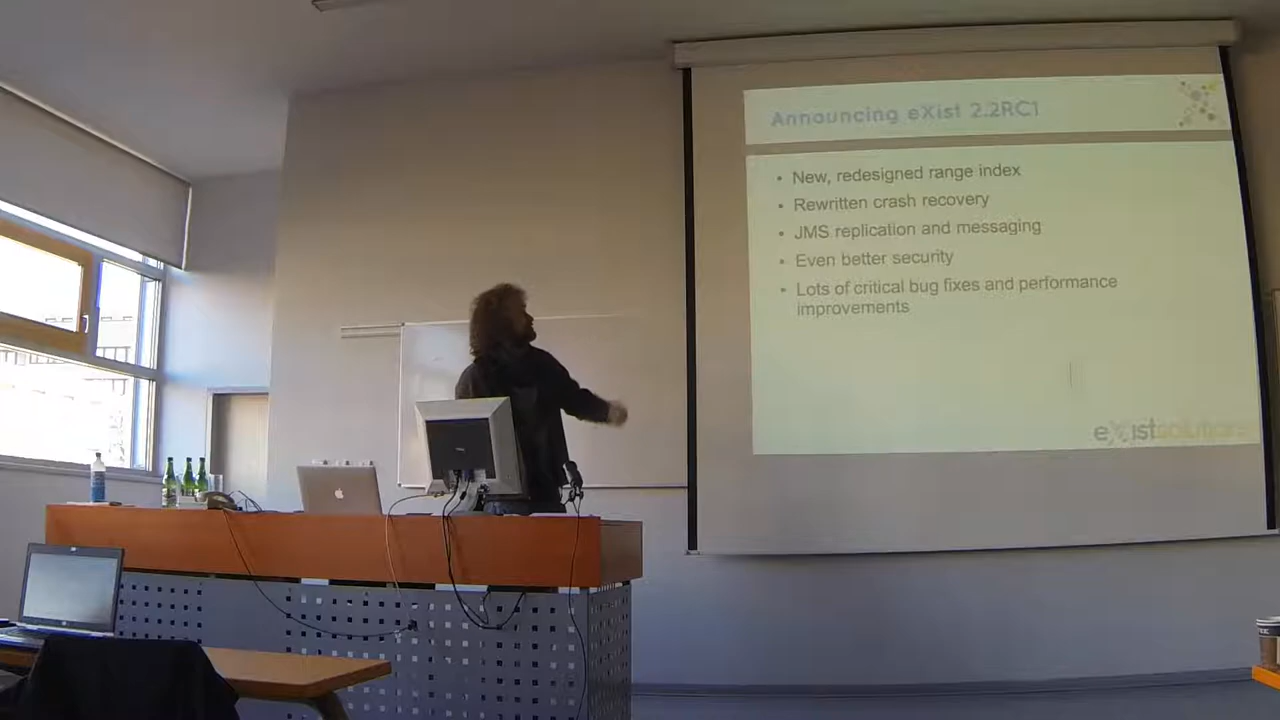 Announcing eXist 2.2RC1
• New, redesigned range index
• Rewritten crash recovery
• JMS replication and messaging
• Even better security
• Lots of critical bug fixes and performance
improvements
eXistsolutions